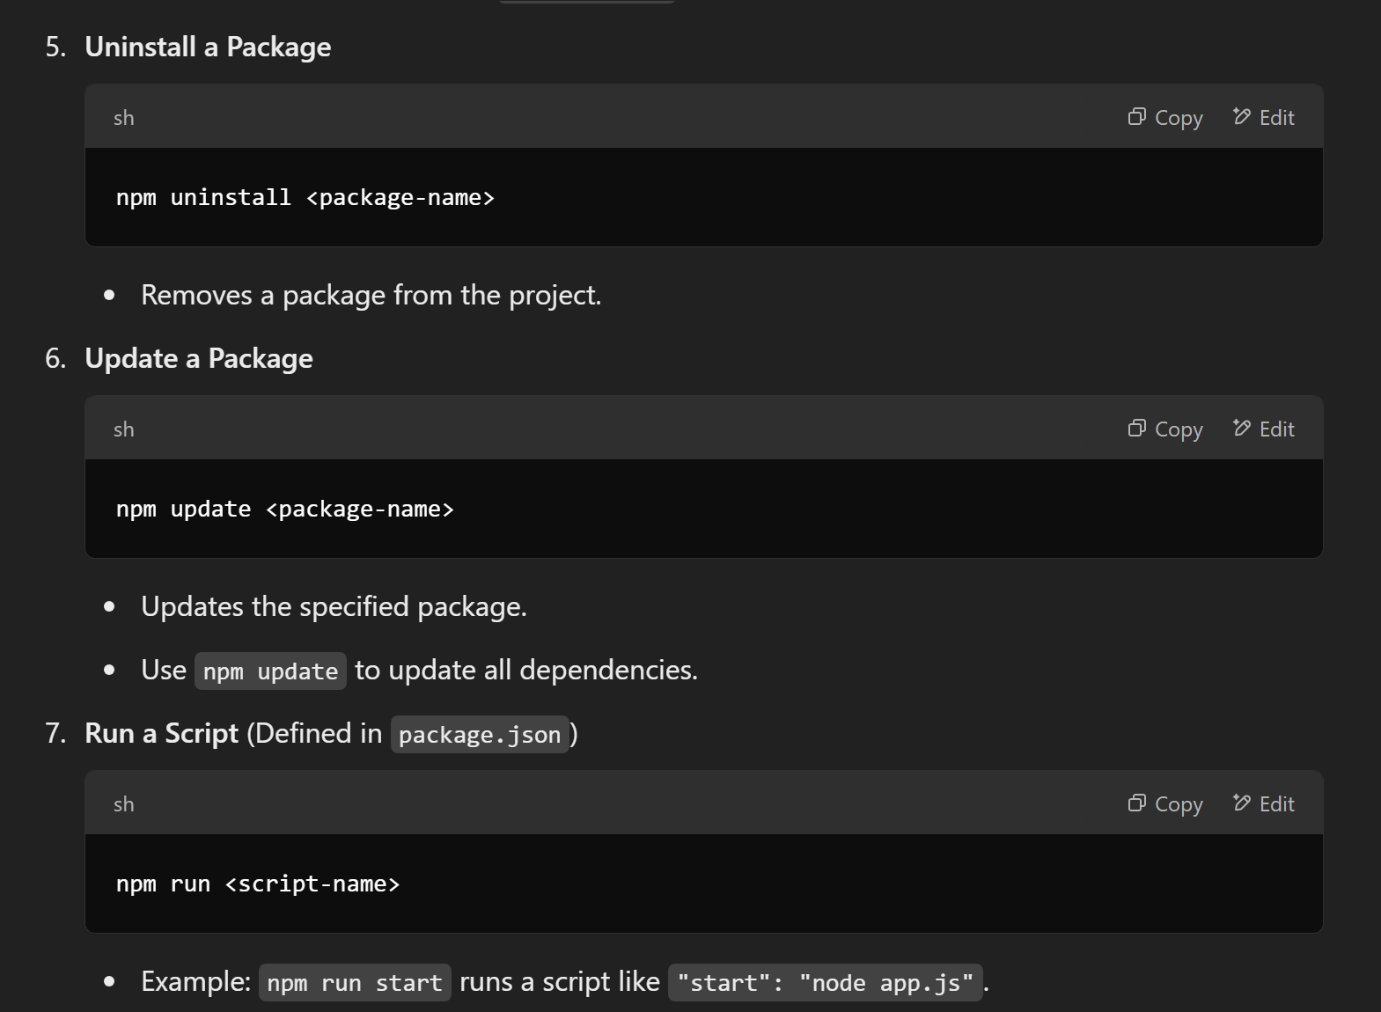 5. Uninstall a Package
sh Copy Edit
npm uninstall <package-name>
• Removes a package from the project.
6. Update a Package
sh Copy Edit
npm update <package-name>
• Updates the specified package.
• Use npm update to update all dependencies.
7. Run a Script (Defined in package.json)
sh Copy Edit
npm run <script-name>
• Example: npm run start runs a script like "start": "node app.js".